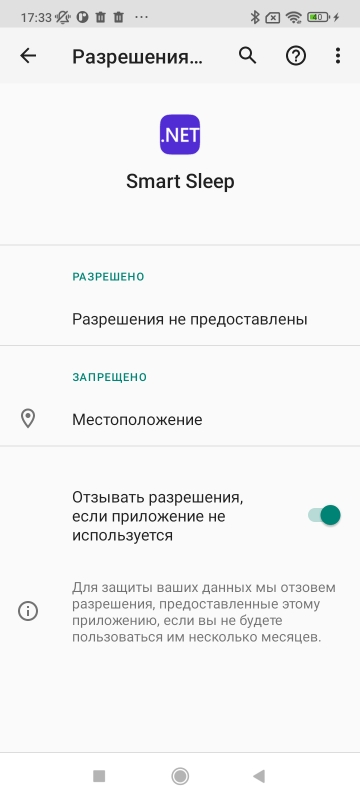 17:33
40
Разрешения...
.NET
Smart Sleep
РАЗРЕШЕНО
Разрешения не предоставлены
ЗАПРЕЩЕНО
Местоположение
Отзывать разрешения,
если приложение не
используется
Для защиты ваших данных мы отзовем
разрешения, предоставленные этому
приложению, если вы не будете
пользоваться им несколько месяцев.